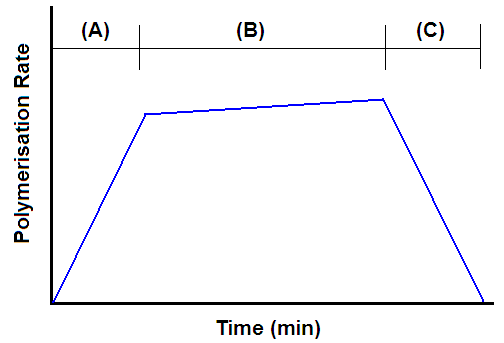 (A) (B) (C)
Polymerisation Rate
Time (min)